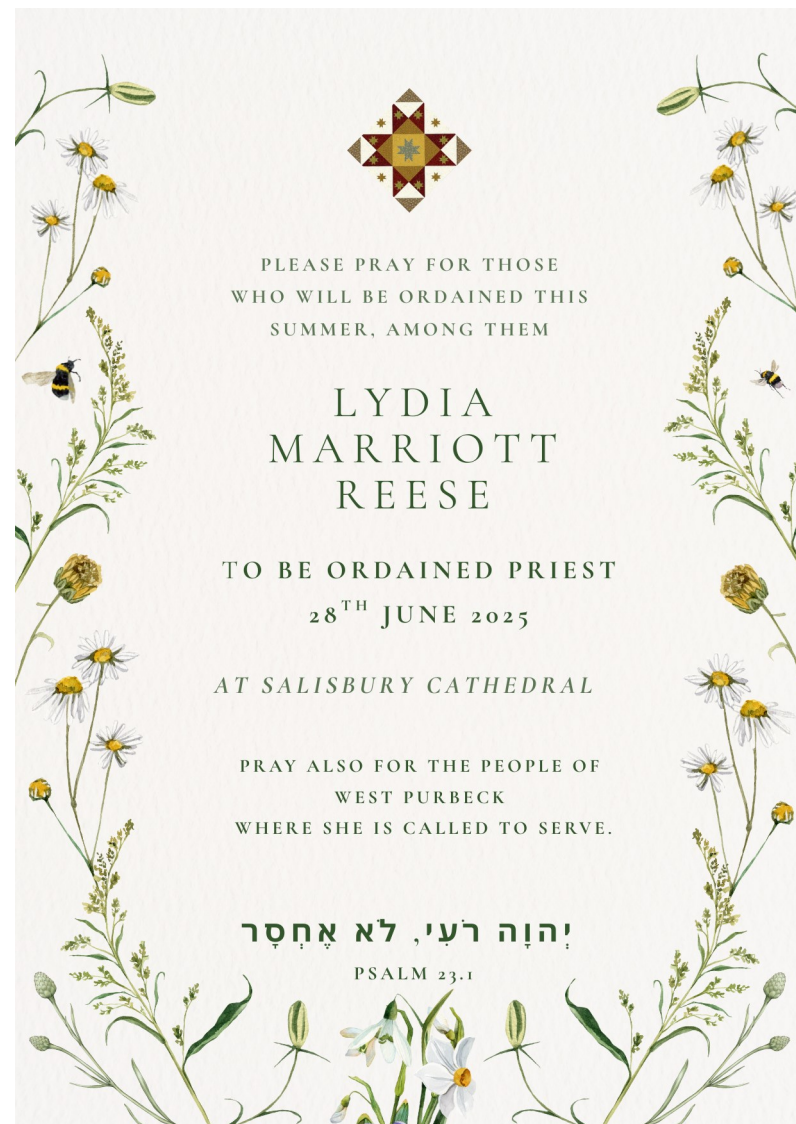 PLEASE PRAY FOR THOSE
WHO WILL BE ORDAINED THIS
SUMMER, AMONG THEM
LYDIA
MARRIOTT
REESE
TO BE ORDAINED PRIEST
28TH JUNE 2025
AT SALISBURY CATHEDRAL
PRAY ALSO FOR THE PEOPLE OF
WEST PURBECK
WHERE SHE IS CALLED TO SERVE.
יְהוָה רֹעִי, לֹא אֶחְסָר
PSALM 23.1